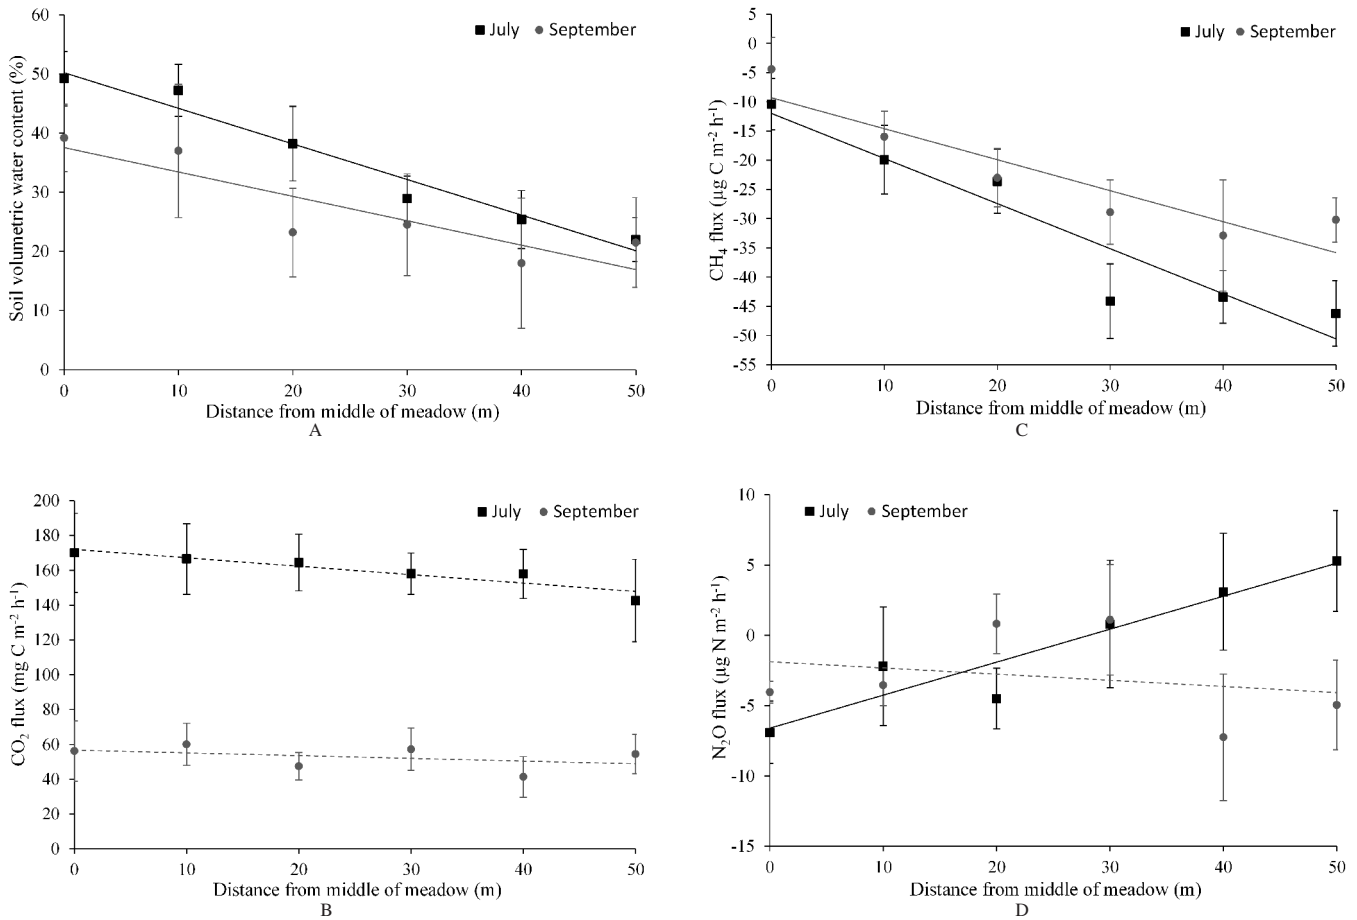 60
50
40
30
20
10
0
Soil volumetric water content (%)
July September
0 10 20 30 40 50
Distance from middle of meadow (m)
A
5
0
-5
-10
-15
-20
-25
-30
-35
-40
-45
-50
-55
CH₄ flux (µg C m⁻² h⁻¹)
July September
0 10 20 30 40 50
Distance from middle of meadow (m)
C
200
180
160
140
120
100
80
60
40
20
0
CO₂ flux (mg C m⁻² h⁻¹)
July September
0 10 20 30 40 50
Distance from middle of meadow (m)
B
10
5
0
-5
-10
-15
N₂O flux (µg N m⁻² h⁻¹)
July September
0 10 20 30 40 50
Distance from middle of meadow (m)
D